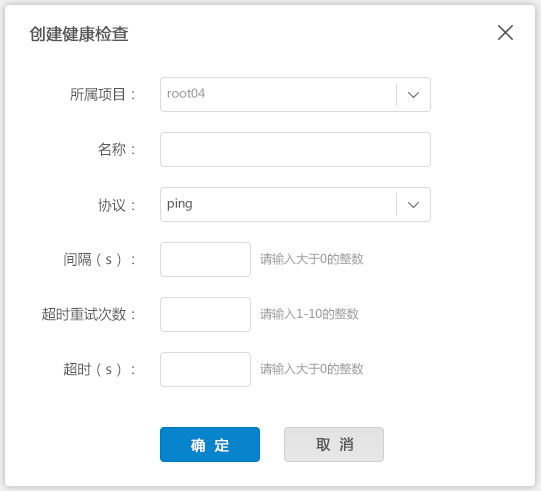 创建健康检查
所属项目： root04
名称：
协议： ping
间隔（s）： 请输入大于0的整数
超时重试次数： 请输入1-10的整数
超时（s）： 请输入大于0的整数
确 定 取 消